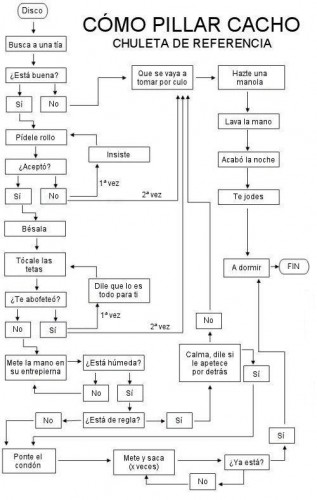 CÓMO PILLAR CACHO
CHULETA DE REFERENCIA
Disco
Busca a una tía
¿Está buena?
Sí
No
Pídele rollo
Insiste
¿Aceptó?
1ª vez
Sí
No
2ª vez
Bésala
Tócale las
tetas
Dile que lo es
todo para ti
¿Te abofeteó?
1ª vez
No
Sí
2ª vez
Mete la mano en
su entrepierna
¿Está húmeda?
No
Sí
No
¿Está de regla?
Sí
Ponte el
condón
Mete y saca
(x veces)
¿Ya está?
No
Sí
Que se vaya a
tomar por culo
Hazte una
manola
Lava la mano
Acabó la noche
Te jodes
A dormir
FIN
No
Calma, dile si
le apetece
por detrás
Sí